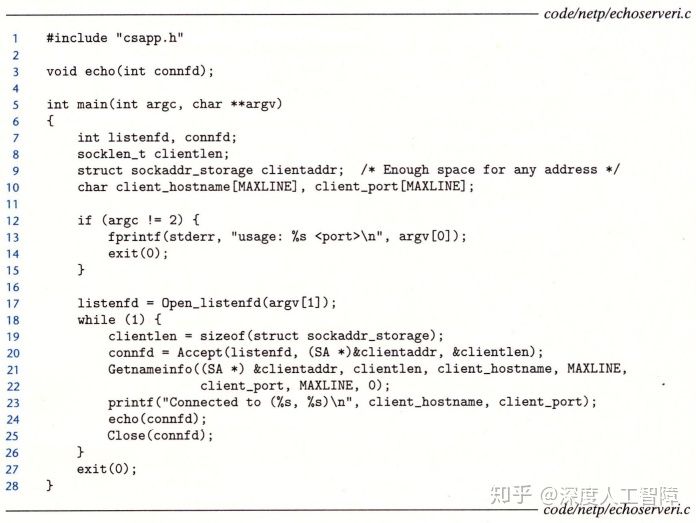 code/netp/echoserveri.c
1 #include "csapp.h"
2
3 void echo(int connfd);
4
5 int main(int argc, char **argv)
6 {
7     int listenfd, connfd;
8     socklen_t clientlen;
9     struct sockaddr_storage clientaddr;  /* Enough space for any address */
10     char client_hostname[MAXLINE], client_port[MAXLINE];
11
12     if (argc != 2) {
13         fprintf(stderr, "usage: %s <port>\n", argv[0]);
14         exit(0);
15     }
16
17     listenfd = Open_listenfd(argv[1]);
18     while (1) {
19         clientlen = sizeof(struct sockaddr_storage);
20         connfd = Accept(listenfd, (SA *)&clientaddr, &clientlen);
21         Getnameinfo((SA *) &clientaddr, clientlen, client_hostname, MAXLINE,
22                     client_port, MAXLINE, 0);
23         printf("Connected to (%s, %s)\n", client_hostname, client_port);
24         echo(connfd);
25         Close(connfd);
26     }
27     exit(0);
28 }
知乎 @深度人工智障
code/netp/echoserveri.c